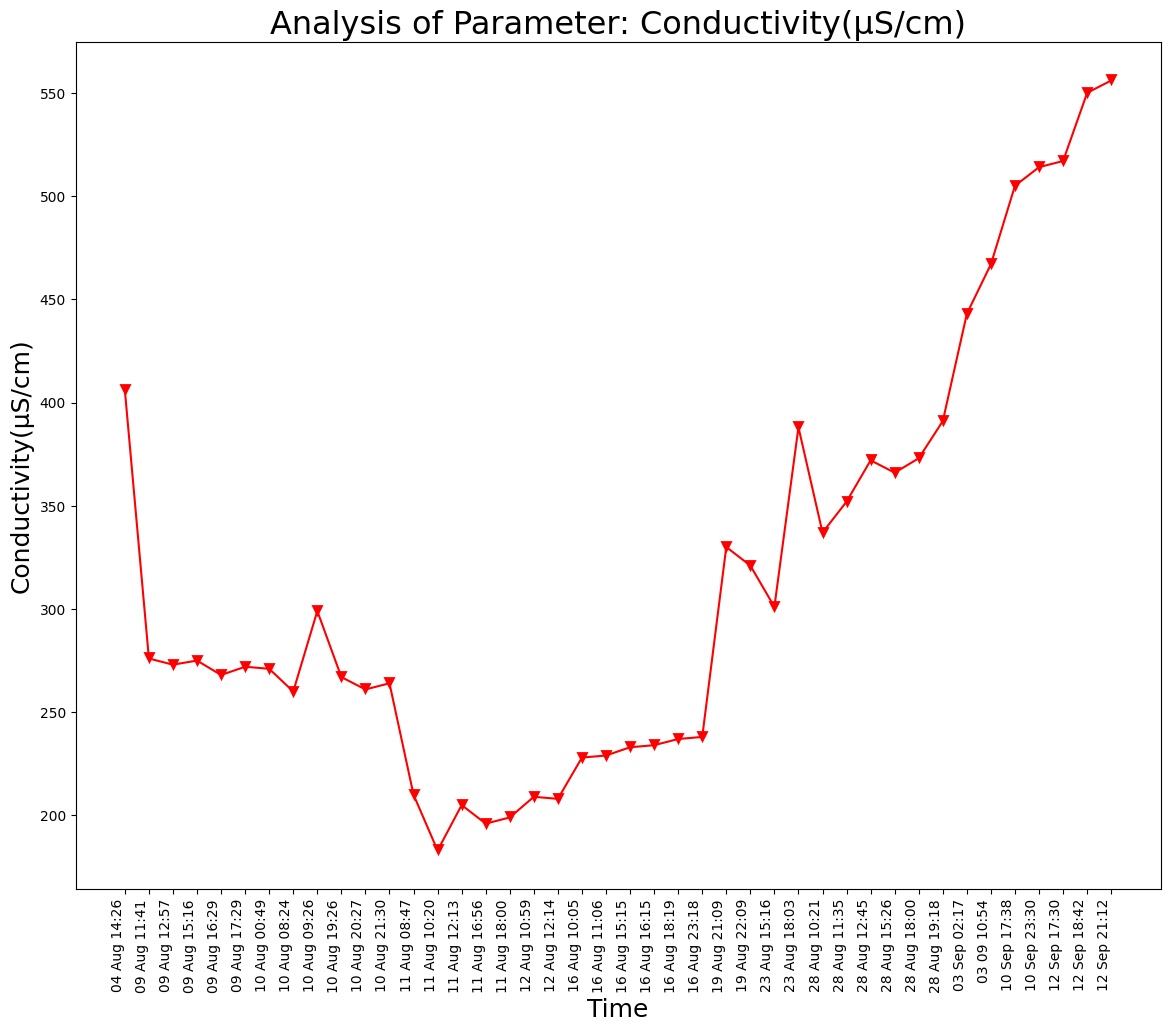 Analysis of Parameter: Conductivity(µS/cm)
Conductivity(µS/cm)
550
500
450
400
350
300
250
200
04 Aug 14:26
09 Aug 11:41
09 Aug 12:57
09 Aug 15:16
09 Aug 16:29
09 Aug 17:29
10 Aug 00:49
10 Aug 08:24
10 Aug 09:26
10 Aug 19:26
10 Aug 20:27
10 Aug 21:30
11 Aug 08:47
11 Aug 10:20
11 Aug 12:13
11 Aug 16:56
11 Aug 18:00
12 Aug 10:59
12 Aug 12:14
16 Aug 10:05
16 Aug 11:06
16 Aug 15:15
16 Aug 16:15
16 Aug 18:19
16 Aug 23:18
19 Aug 21:09
19 Aug 22:09
23 Aug 15:16
23 Aug 18:03
28 Aug 10:21
28 Aug 11:35
28 Aug 12:45
28 Aug 15:26
28 Aug 18:00
28 Aug 19:18
03 Sep 02:17
03 09 10:54
10 Sep 17:38
10 Sep 23:30
12 Sep 17:30
12 Sep 18:42
12 Sep 21:12
Time